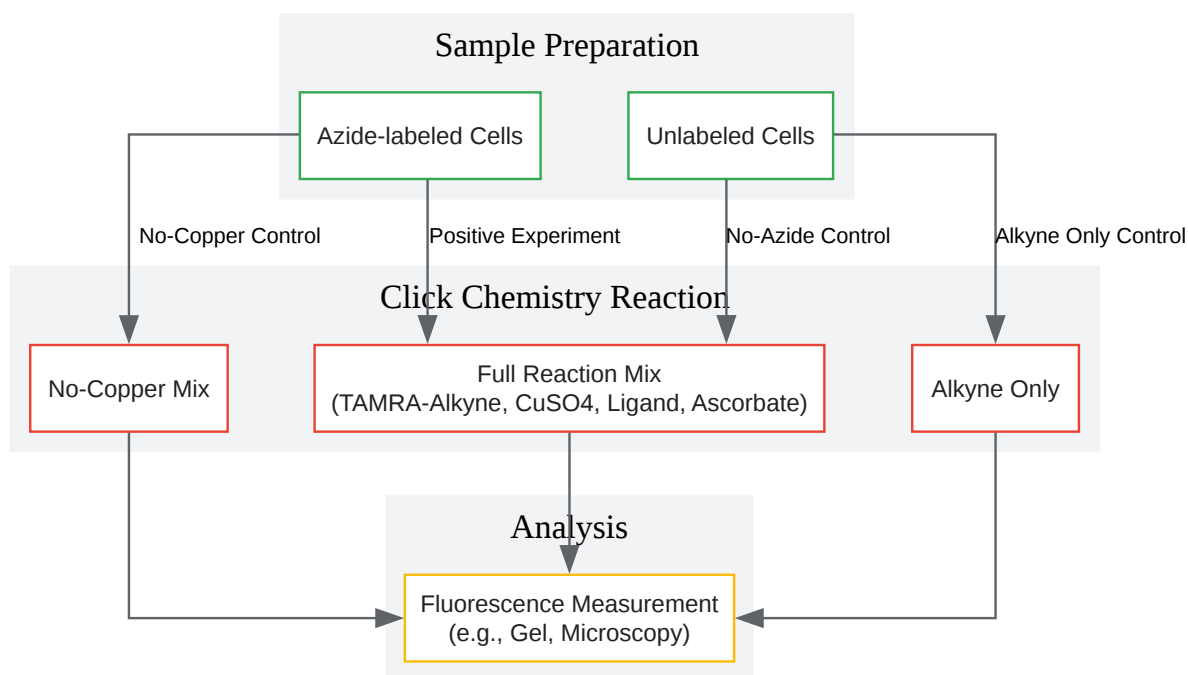 Sample Preparation
Azide-labeled Cells
Unlabeled Cells
No-Copper Control
Positive Experiment
No-Azide Control
Alkyne Only Control
Click Chemistry Reaction
No-Copper Mix
Full Reaction Mix
(TAMRA-Alkyne, CuSO4, Ligand, Ascorbate)
Alkyne Only
Analysis
Fluorescence Measurement
(e.g., Gel, Microscopy)